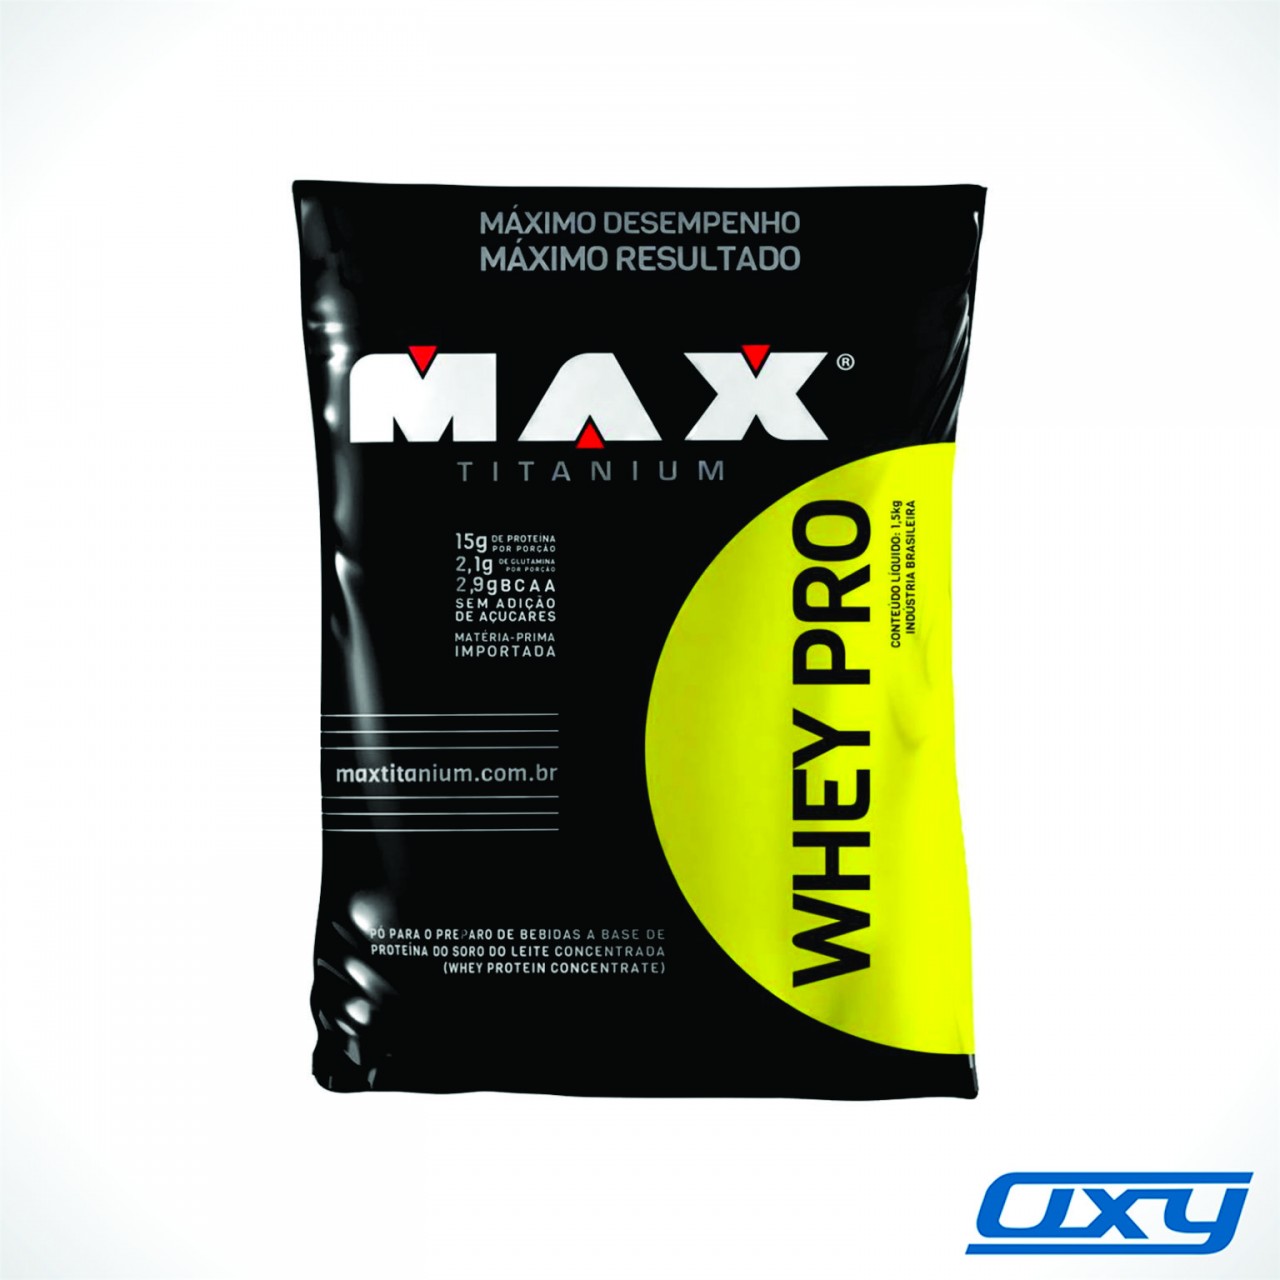 MÁXIMO DESEMPENHO
MÁXIMO RESULTADO
MAX®
TITANIUM
15g DE PROTEÍNA POR PORÇÃO
2,1g DE GLUTAMINA POR PORÇÃO
2,9g BCAA
SEM ADIÇÃO
DE AÇUCARES
MATÉRIA-PRIMA
IMPORTADA
maxtitanium.com.br
WHEY PRO
CONTEÚDO LÍQUIDO: 1,5kg
INDÚSTRIA BRASILEIRA
PÓ PARA O PREPARO DE BEBIDAS A BASE DE
PROTEÍNA DO SORO DO LEITE CONCENTRADA
(WHEY PROTEIN CONCENTRATE)
oxy